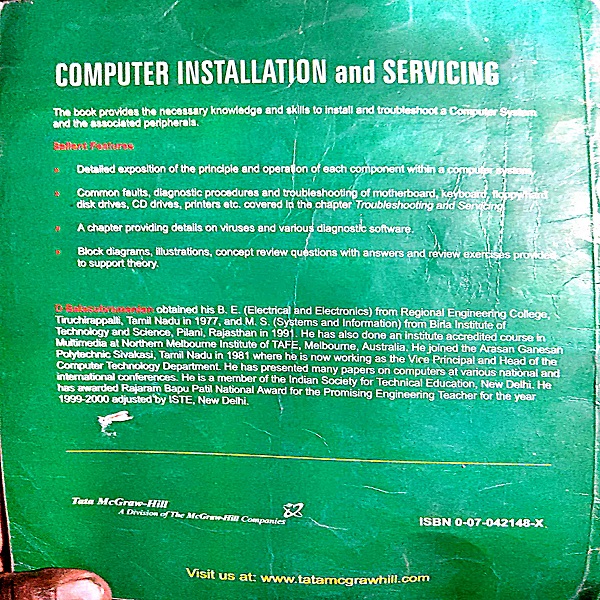 COMPUTER INSTALLATION and SERVICING
The book provides the necessary knowledge and skills to install and troubleshoot a Computer System
and the associated peripherals.
Salient Features
» Detailed exposition of the principle and operation of each component within a computer system.
» Common faults, diagnostic procedures and troubleshooting of motherboard, keyboard, floppy/hard
disk drives, CD drives, printers etc. covered in the chapter Troubleshooting and Servicing.
» A chapter providing details on viruses and various diagnostic software.
» Block diagrams, illustrations, concept review questions with answers and review exercises provided
to support theory.
D Balasubramanian obtained his B. E. (Electrical and Electronics) from Regional Engineering College,
Tiruchirappalli, Tamil Nadu in 1977, and M. S. (Systems and Information) from Birla Institute of
Technology and Science, Pilani, Rajasthan in 1991. He has also done an Institute accredited course in
Multimedia at Northern Melbourne Institute of TAFE, Melbourne, Australia. He joined the Arasan Ganesan
Polytechnic Sivakasi, Tamil Nadu in 1981 where he is now working as the Vice Principal and Head of the
Computer Technology Department. He has presented many papers on computers at various national and
international conferences. He is a member of the Indian Society for Technical Education, New Delhi. He
has awarded Rajaram Bapu Patil National Award for the Promising Engineering Teacher for the year
1999-2000 adjusted by ISTE, New Delhi.
Tata McGraw-Hill
A Division of The McGraw-Hill Companies
ISBN 0-07-042148-X
Visit us at: www.tatamcgrawhill.com